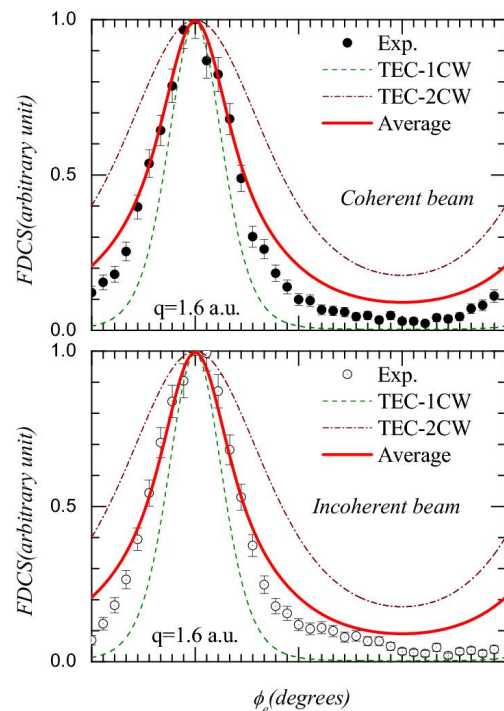 1.0
Exp.
TEC-1CW
TEC-2CW
Average
FDCS(arbitrary unit)
0.5
Coherent beam
q=1.6 a.u.
0.0
1.0
Exp.
TEC-1CW
TEC-2CW
Average
FDCS(arbitrary unit)
0.5
Incoherent beam
q=1.6 a.u.
0.0
ϕe(degrees)